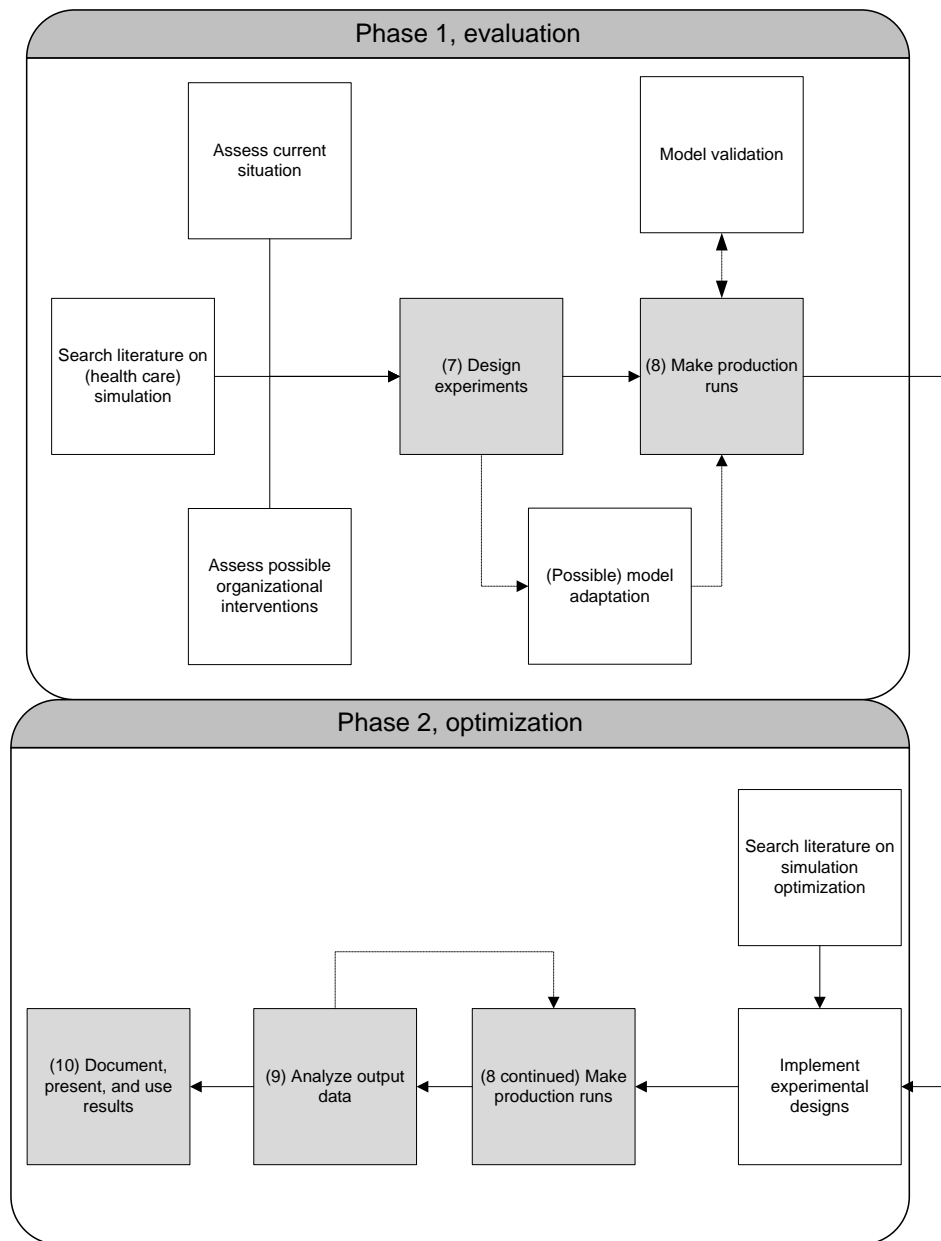 Phase 1, evaluation
Assess current
situation
Model validation
Search literature on
(health care)
simulation
(7) Design
experiments
(8) Make production
runs
Assess possible
organizational
interventions
(Possible) model
adaptation
Phase 2, optimization
Search literature on
simulation
optimization
(10) Document,
present, and use
results
(9) Analyze output
data
(8 continued) Make
production runs
Implement
experimental
designs